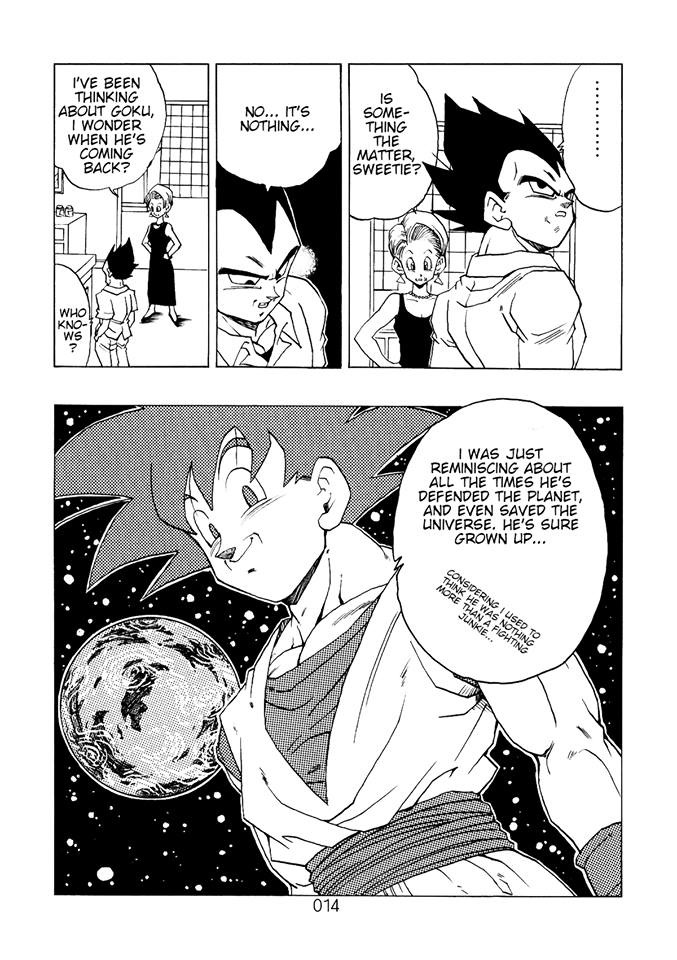 ..........
IS
SOME-
THING
THE
MATTER,
SWEETIE?
NO... IT'S
NOTHING...
I'VE BEEN
THINKING
ABOUT GOKU,
I WONDER
WHEN HE'S
COMING
BACK?
WHO
KNO-
WS
?
I WAS JUST
REMINISCING ABOUT
ALL THE TIMES HE'S
DEFENDED THE PLANET,
AND EVEN SAVED THE
UNIVERSE. HE'S SURE
GROWN UP...
CONSIDERING I USED TO
THINK HE WAS NOTHING
MORE THAN A FIGHTING
JUNKIE...
014